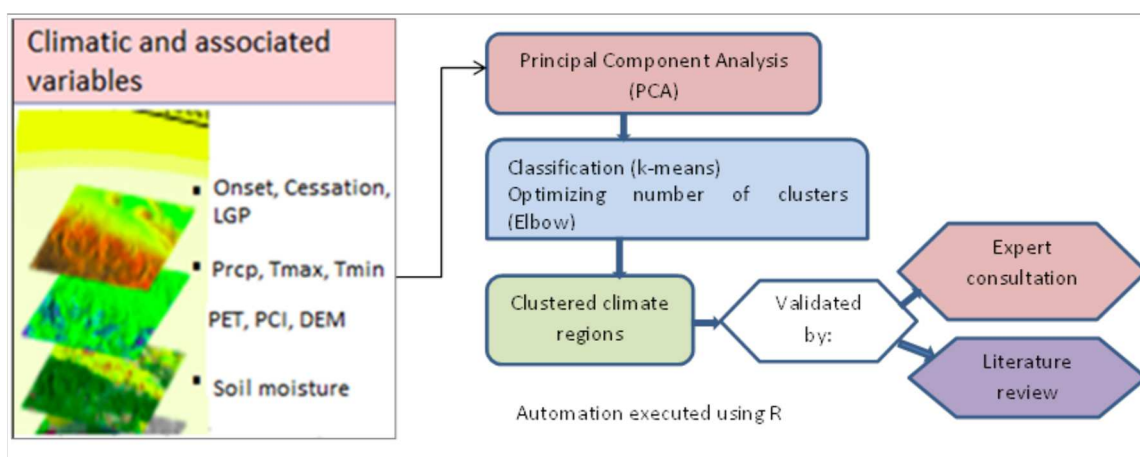 Climatic and associated
variables
▪ Onset, Cessation,
LGP
▪ Prcp, Tmax, Tmin
PET, PCI, DEM
▪ Soil moisture
Principal Component Analysis
(PCA)
Classification (k-means)
Optimizing number of clusters
(Elbow)
Clustered climate
regions
Validated
by:
Expert
consultation
Literature
review
Automation executed using R